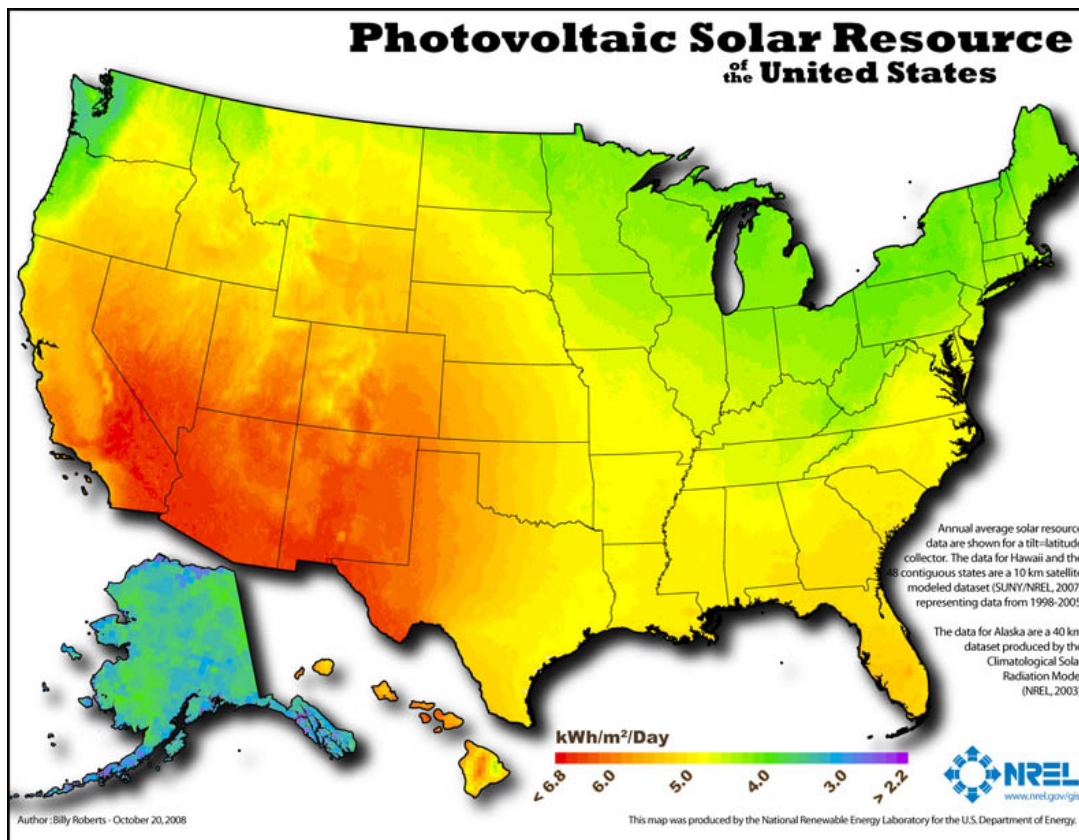 Photovoltaic Solar Resource
of the United States
Annual average solar resource
data are shown for a tilt=latitude
collector. The data for Hawaii and the
48 contiguous states are a 10 km satellite
modeled dataset (SUNY/NREL, 2007)
representing data from 1998-2005.
The data for Alaska are a 40 km
dataset produced by the
Climatological Solar
Radiation Model
(NREL, 2003)
kWh/m²/Day
< 6.8 6.0 5.0 4.0 3.0 > 2.2
NREL
www.nrel.gov/gis
Author : Billy Roberts - October 20, 2008
This map was produced by the National Renewable Energy Laboratory for the U.S. Department of Energy.